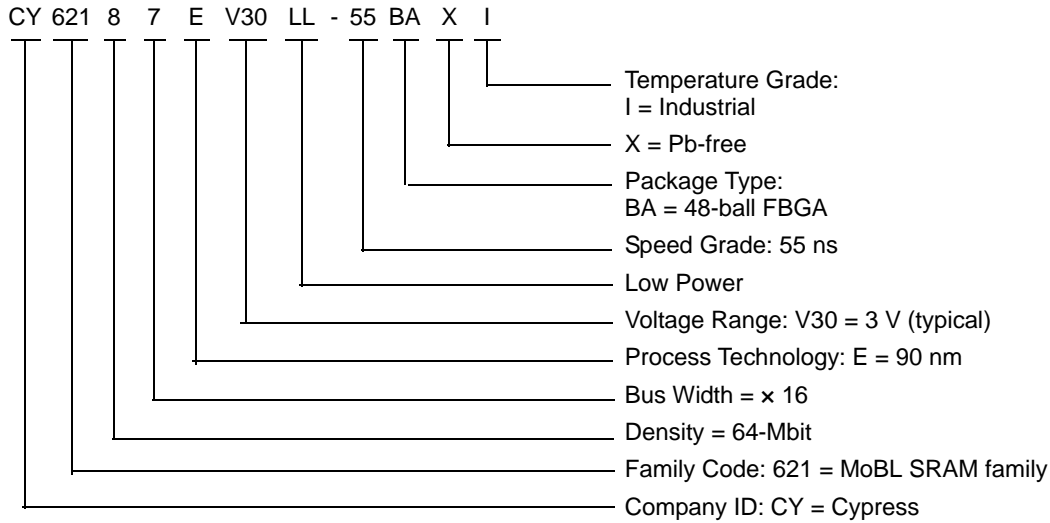 CY 621 8 7 E V30 LL - 55 BA X I
Temperature Grade:
I = Industrial
X = Pb-free
Package Type:
BA = 48-ball FBGA
Speed Grade: 55 ns
Low Power
Voltage Range: V30 = 3 V (typical)
Process Technology: E = 90 nm
Bus Width = × 16
Density = 64-Mbit
Family Code: 621 = MoBL SRAM family
Company ID: CY = Cypress